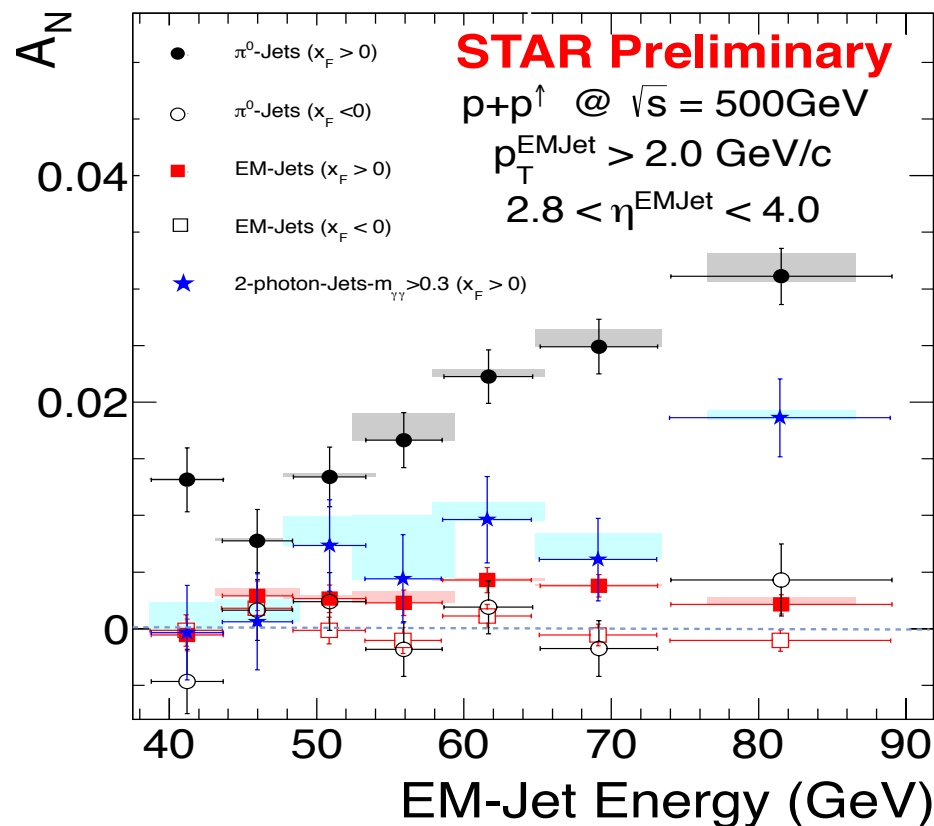 A_N
π⁰-Jets (x_F > 0)
π⁰-Jets (x_F <0)
EM-Jets (x_F > 0)
EM-Jets (x_F < 0)
2-photon-Jets-m_γγ>0.3 (x_F > 0)
STAR Preliminary
p+p↑ @ √s = 500GeV
p_T^EMJet > 2.0 GeV/c
2.8 < η^EMJet < 4.0
0.04
0.02
0
40 50 60 70 80 90
EM-Jet Energy (GeV)